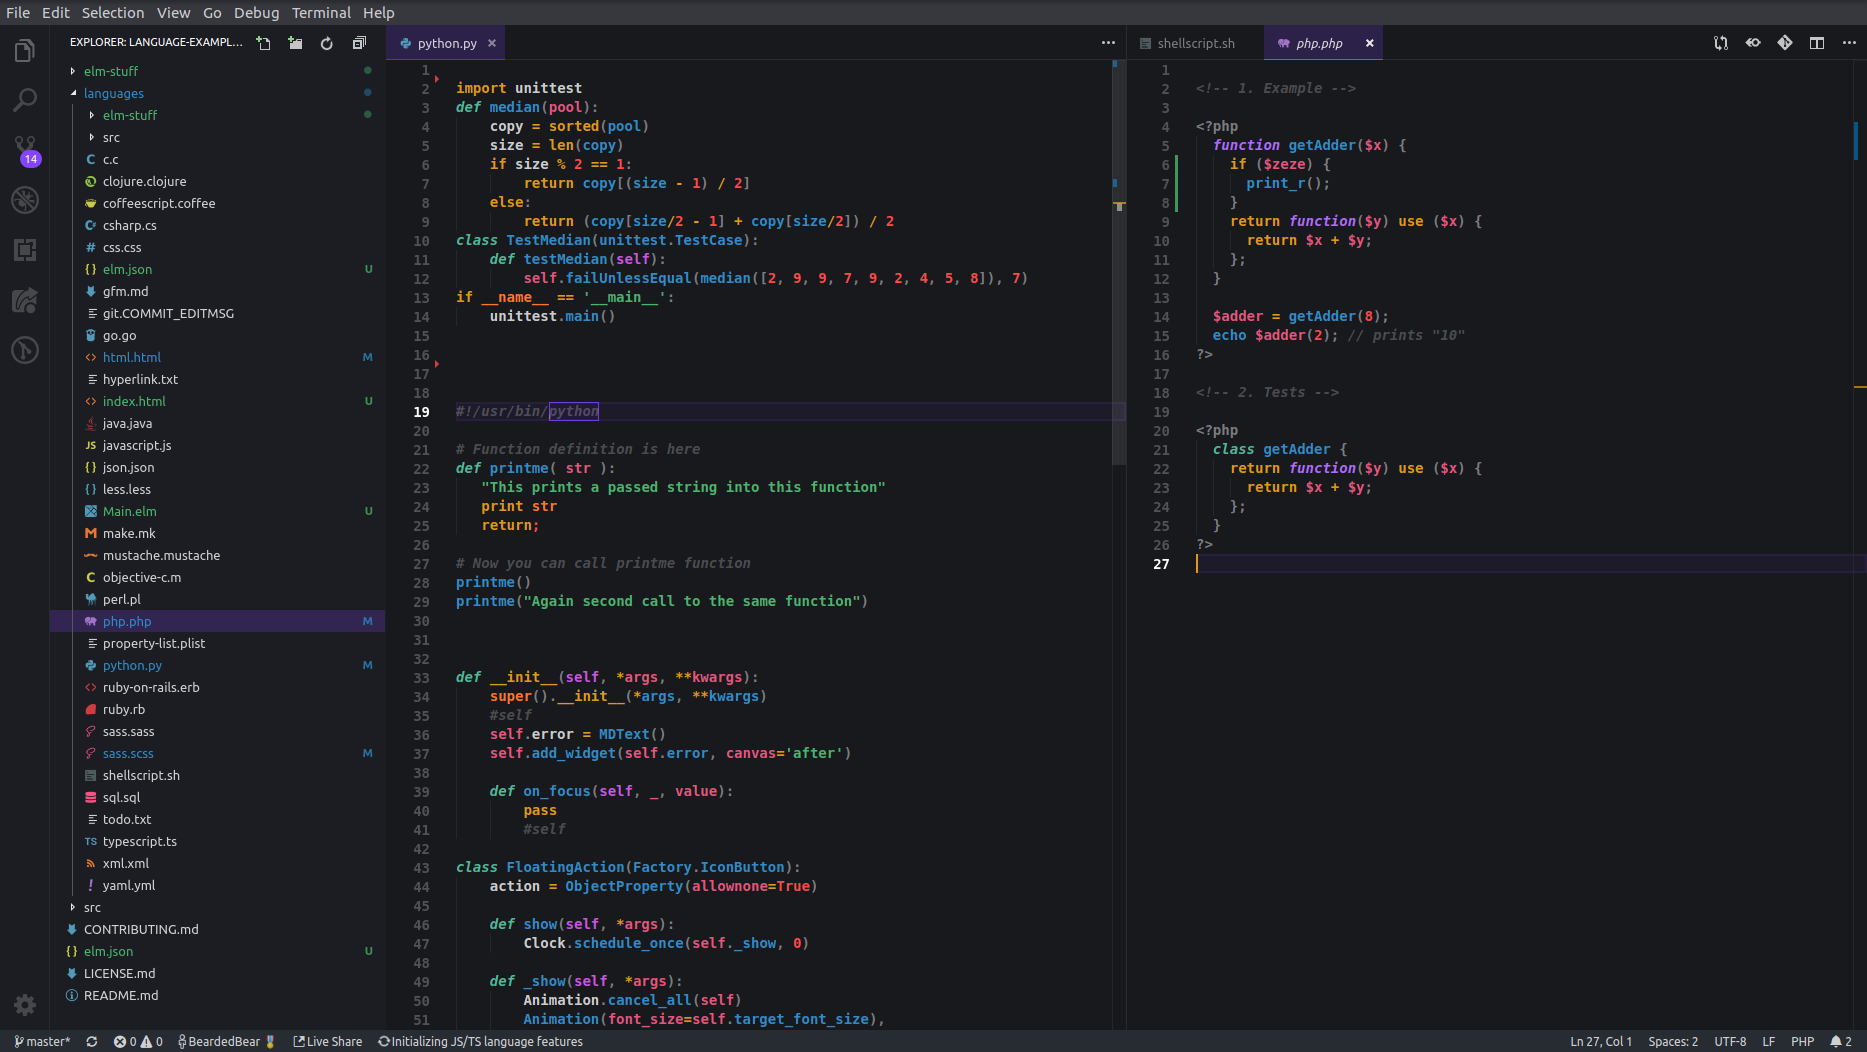 File Edit Selection View Go Debug Terminal Help
EXPLORER: LANGUAGE-EXAMPL...
elm-stuff
languages
elm-stuff
src
C c.c
clojure.clojure
coffeescript.coffee
csharp.cs
# css.css
{} elm.json U
gfm.md
git.COMMIT_EDITMSG
go.go
<> html.html M
hyperlink.txt
<> index.html U
java.java
JS javascript.js
{} json.json
{} less.less
Main.elm U
M make.mk
mustache.mustache
C objective-c.m
perl.pl
php.php M
property-list.plist
python.py M
<> ruby-on-rails.erb
ruby.rb
sass.sass
sass.scss M
shellscript.sh
sql.sql
todo.txt
TS typescript.ts
xml.xml
! yaml.yml
src
CONTRIBUTING.md
{} elm.json U
LICENSE.md
README.md
14
python.py ×
1
2 import unittest
3 def median(pool):
4 copy = sorted(pool)
5 size = len(copy)
6 if size % 2 == 1:
7 return copy[(size - 1) / 2]
8 else:
9 return (copy[size/2 - 1] + copy[size/2]) / 2
10 class TestMedian(unittest.TestCase):
11 def testMedian(self):
12 self.failUnlessEqual(median([2, 9, 9, 7, 9, 2, 4, 5, 8]), 7)
13 if __name__ == '__main__':
14 unittest.main()
15
16
17
18
19 #!/usr/bin/python
20
21 # Function definition is here
22 def printme( str ):
23 "This prints a passed string into this function"
24 print str
25 return;
26
27 # Now you can call printme function
28 printme()
29 printme("Again second call to the same function")
30
31
32
33 def __init__(self, *args, **kwargs):
34 super().__init__(*args, **kwargs)
35 #self
36 self.error = MDText()
37 self.add_widget(self.error, canvas='after')
38
39 def on_focus(self, _, value):
40 pass
41 #self
42
43 class FloatingAction(Factory.IconButton):
44 action = ObjectProperty(allownone=True)
45
46 def show(self, *args):
47 Clock.schedule_once(self._show, 0)
48
49 def _show(self, *args):
50 Animation.cancel_all(self)
51 Animation(font_size=self.target_font_size),
shellscript.sh php.php ×
1
2 <!-- 1. Example -->
3
4 <?php
5 function getAdder($x) {
6 if ($zeze) {
7 print_r();
8 }
9 return function($y) use ($x) {
10 return $x + $y;
11 };
12 }
13
14 $adder = getAdder(8);
15 echo $adder(2); // prints "10"
16 ?>
17
18 <!-- 2. Tests -->
19
20 <?php
21 class getAdder {
22 return function($y) use ($x) {
23 return $x + $y;
24 };
25 }
26 ?>
27
master* 0 0 BeardedBear Live Share Initializing JS/TS language features Ln 27, Col 1 Spaces: 2 UTF-8 LF PHP 2